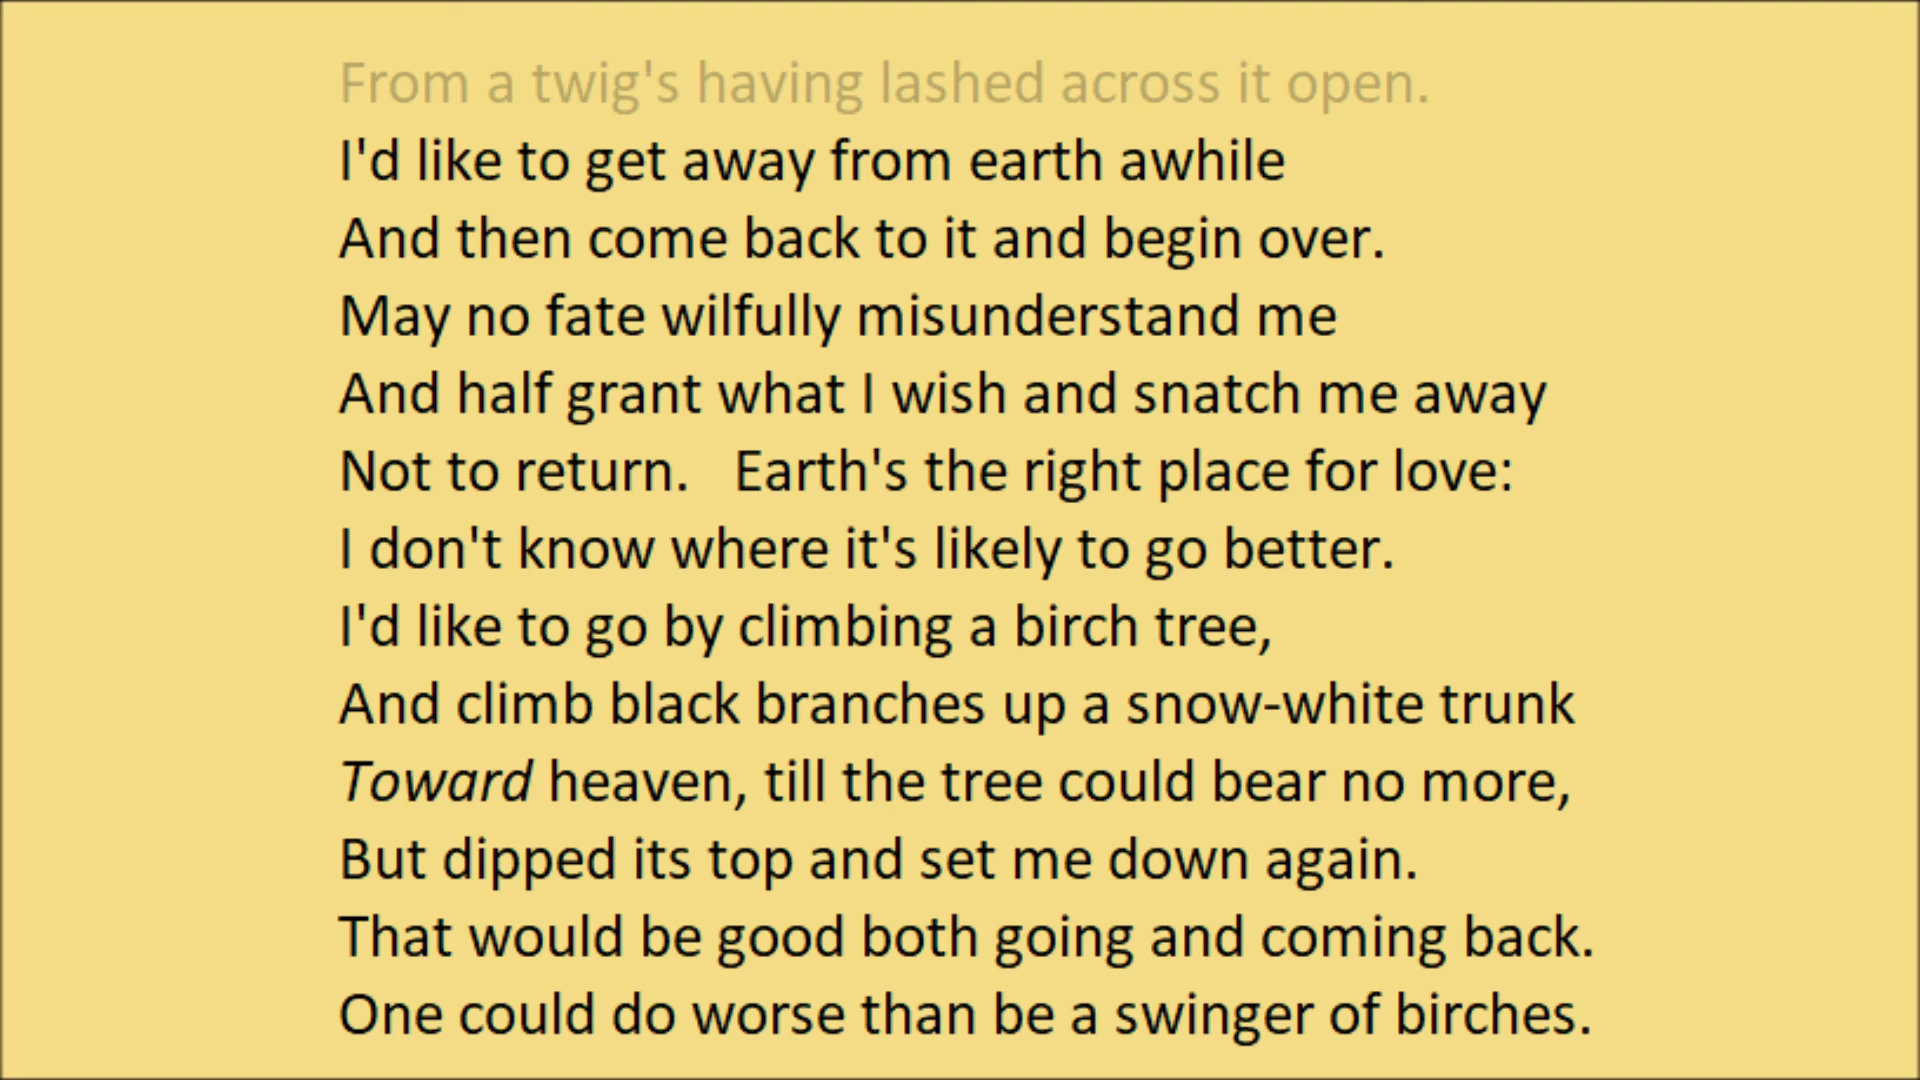 From a twig's having lashed across it open.
I'd like to get away from earth awhile
And then come back to it and begin over.
May no fate wilfully misunderstand me
And half grant what I wish and snatch me away
Not to return.   Earth's the right place for love:
I don't know where it's likely to go better.
I'd like to go by climbing a birch tree,
And climb black branches up a snow-white trunk
Toward heaven, till the tree could bear no more,
But dipped its top and set me down again.
That would be good both going and coming back.
One could do worse than be a swinger of birches.